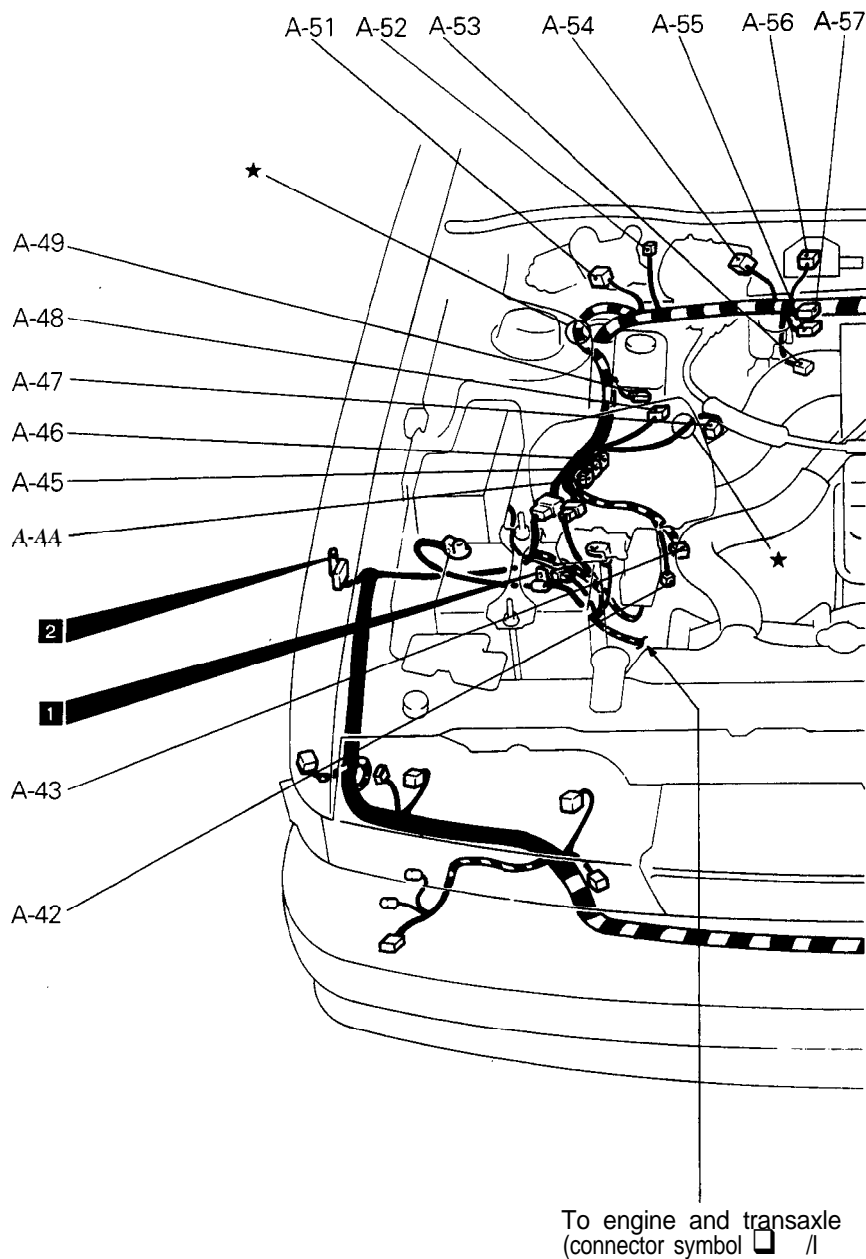 A-51 A-52 A-53 A-54 A-55 A-56 A-57
★
A-49
A-48
A-47
A-46
A-45
A-44
★
2
1
A-43
A-42
To engine and transaxle
(connector symbol ❑ /l